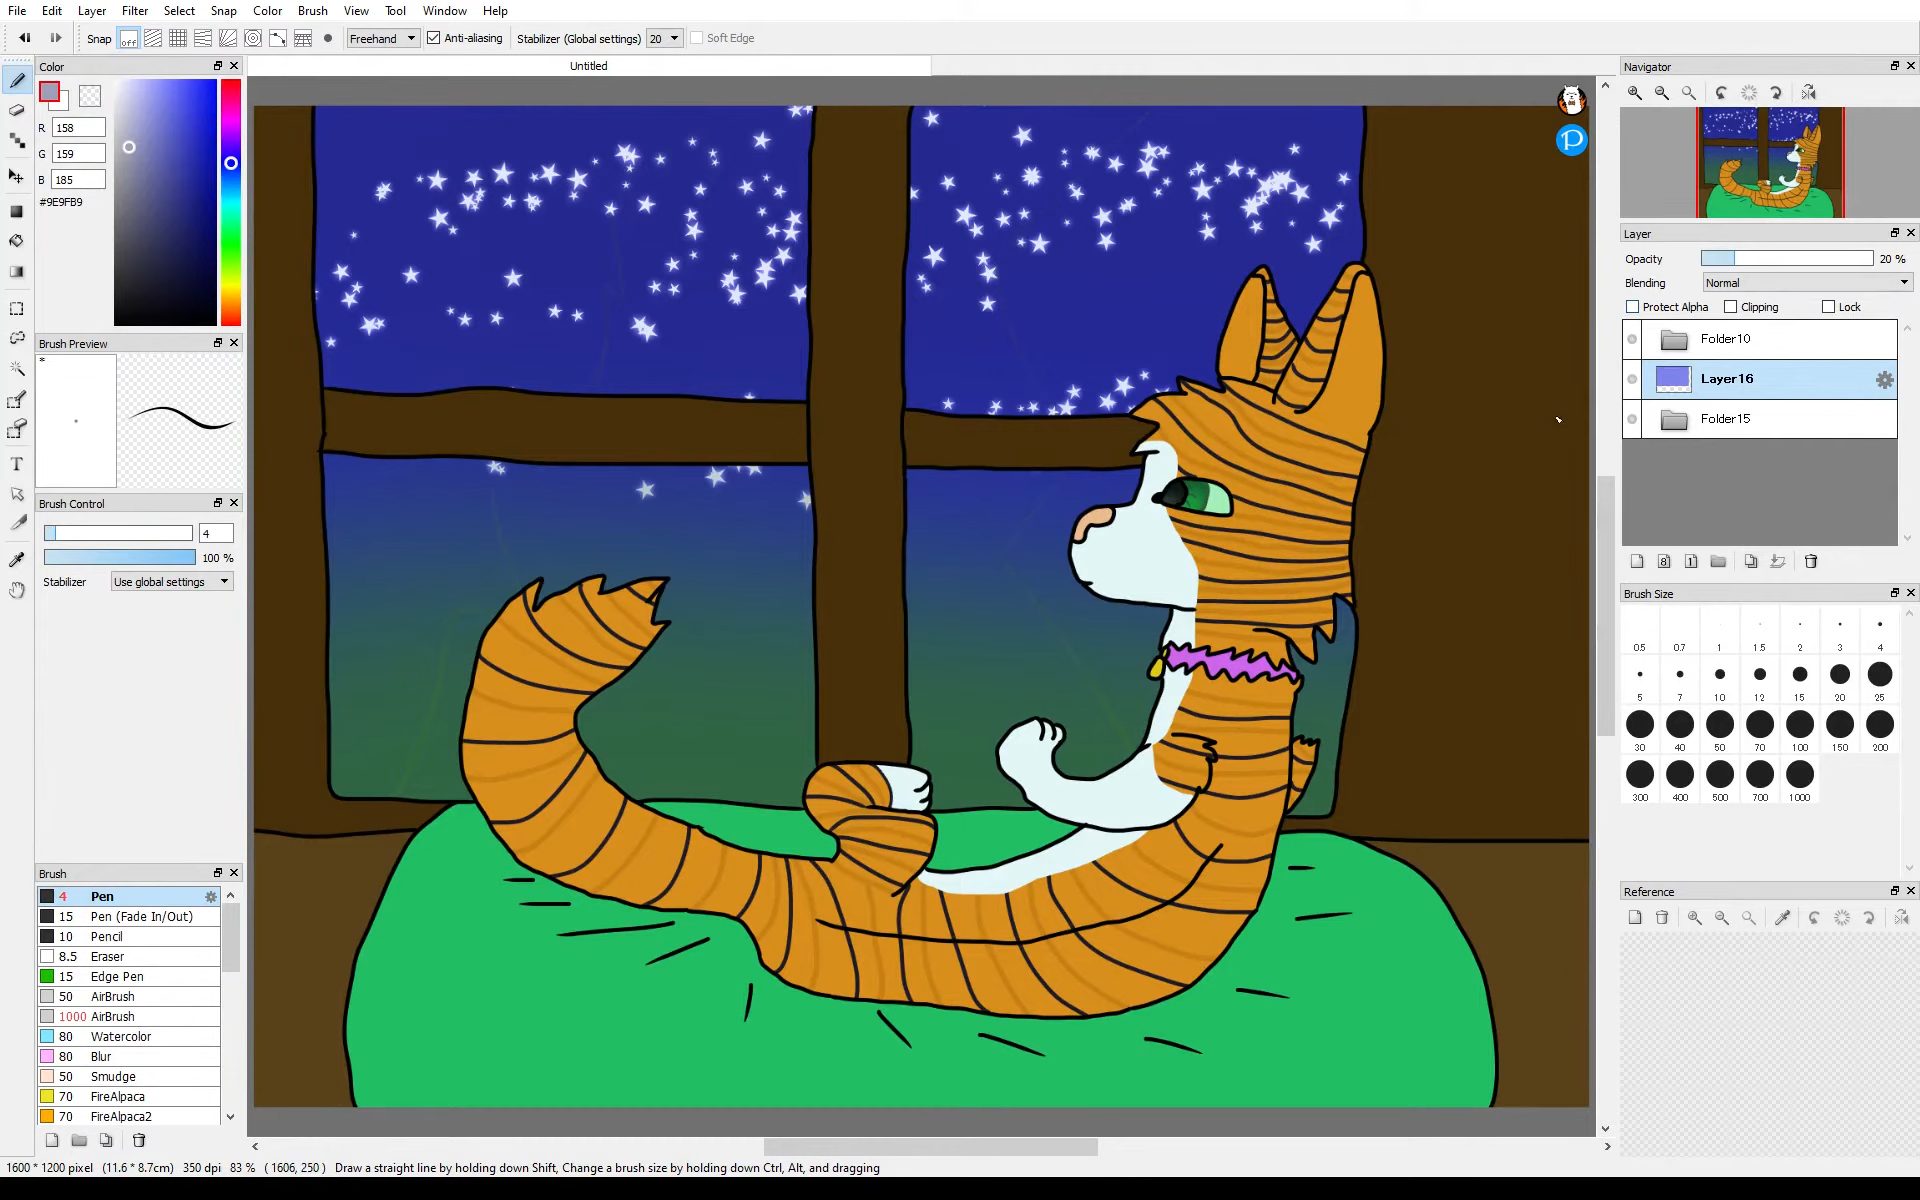 File Edit Layer Filter Select Snap Color Brush View Tool Window Help
Snap off Freehand Anti-aliasing Stabilizer (Global settings) 20 Soft Edge
Color
Untitled
Navigator
R 158
G 159
B 185
#9E9FB9
P
Layer
Opacity 20 %
Blending Normal
Protect Alpha Clipping Lock
Folder10
Layer16
Folder15
Brush Preview
*
Brush Control
4
100 %
Stabilizer Use global settings
8 1
Brush Size
0.5 0.7 1 1.5 2 3 4
5 7 10 12 15 20 25
30 40 50 70 100 150 200
300 400 500 700 1000
Brush
4 Pen
15 Pen (Fade In/Out)
10 Pencil
8.5 Eraser
15 Edge Pen
50 AirBrush
1000 AirBrush
80 Watercolor
80 Blur
50 Smudge
70 FireAlpaca
70 FireAlpaca2
Reference
1600 * 1200 pixel (11.6 * 8.7cm) 350 dpi 83 % ( 1606, 250 ) Draw a straight line by holding down Shift, Change a brush size by holding down Ctrl, Alt, and dragging